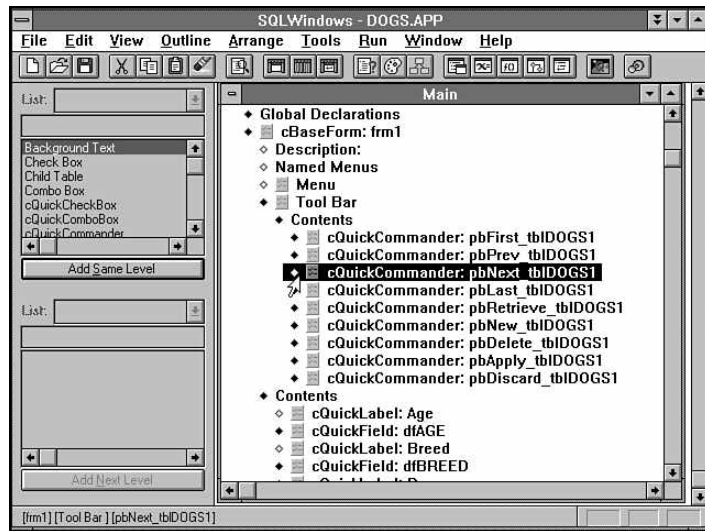 SQLWindows - DOGS.APP
File Edit View Outline Arrange Tools Run Window Help
List:
Background Text
Check Box
Child Table
Combo Box
cQuickCheckBox
cQuickComboBox
cQuickCommander
Add Same Level
List:
Add Next Level
Main
Global Declarations
cBaseForm: frm1
Description:
Named Menus
Menu
Tool Bar
Contents
cQuickCommander: pbFirst_tblDOGS1
cQuickCommander: pbPrev_tblDOGS1
cQuickCommander: pbNext_tblDOGS1
cQuickCommander: pbLast_tblDOGS1
cQuickCommander: pbRetrieve_tblDOGS1
cQuickCommander: pbNew_tblDOGS1
cQuickCommander: pbDelete_tblDOGS1
cQuickCommander: pbApply_tblDOGS1
cQuickCommander: pbDiscard_tblDOGS1
Contents
cQuickLabel: Age
cQuickField: dfAGE
cQuickLabel: Breed
cQuickField: dfBREED
[frm1] [Tool Bar ] [pbNext_tblDOGS1]